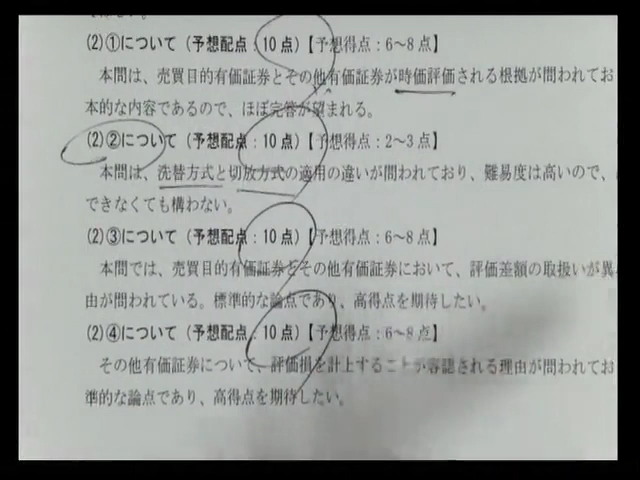 (2)①について（予想配点：10点）【予想得点：6～8点】
本問は、売買目的有価証券とその他有価証券が時価評価される根拠が問われてお
本的な内容であるので、ほぼ完答が望まれる。
(2)②について（予想配点：10点）【予想得点：2～3点】
本問は、洗替方式と切放方式の適用の違いが問われており、難易度は高いので、
できなくても構わない。
(2)③について（予想配点：10点）【予想得点：6～8点】
本問では、売買目的有価証券とその他有価証券において、評価差額の取扱いが異
由が問われている。標準的な論点であり、高得点を期待したい。
(2)④について（予想配点：10点）【予想得点：6～8点】
その他有価証券について、評価損を計上することが容認される理由が問われてお
準的な論点であり、高得点を期待したい。